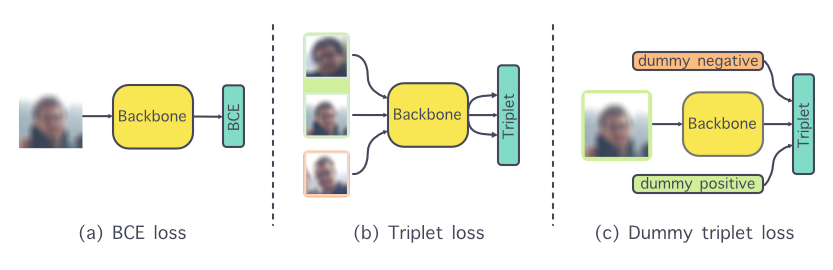 Backbone
BCE
(a) BCE loss
Backbone
Triplet
(b) Triplet loss
dummy negative
Backbone
Triplet
dummy positive
(c) Dummy triplet loss